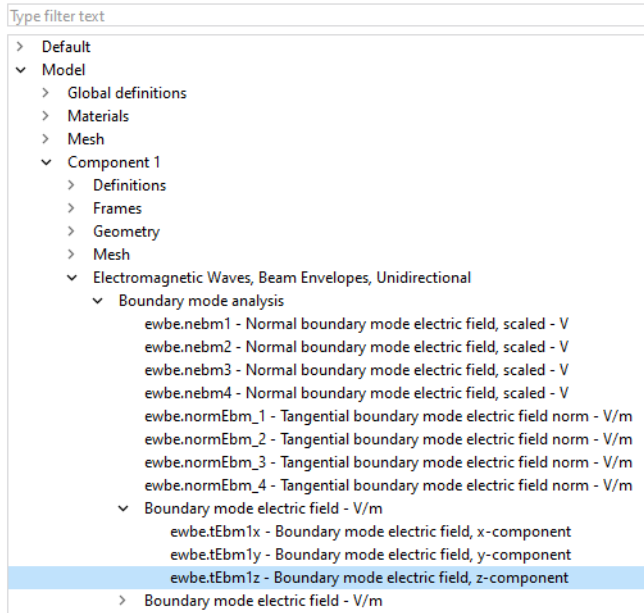 Type filter text
Default
Model
Global definitions
Materials
Mesh
Component 1
Definitions
Frames
Geometry
Mesh
Electromagnetic Waves, Beam Envelopes, Unidirectional
Boundary mode analysis
ewbe.nebm1 - Normal boundary mode electric field, scaled - V
ewbe.nebm2 - Normal boundary mode electric field, scaled - V
ewbe.nebm3 - Normal boundary mode electric field, scaled - V
ewbe.nebm4 - Normal boundary mode electric field, scaled - V
ewbe.normEbm_1 - Tangential boundary mode electric field norm - V/m
ewbe.normEbm_2 - Tangential boundary mode electric field norm - V/m
ewbe.normEbm_3 - Tangential boundary mode electric field norm - V/m
ewbe.normEbm_4 - Tangential boundary mode electric field norm - V/m
Boundary mode electric field - V/m
ewbe.tEbm1x - Boundary mode electric field, x-component
ewbe.tEbm1y - Boundary mode electric field, y-component
ewbe.tEbm1z - Boundary mode electric field, z-component
Boundary mode electric field - V/m